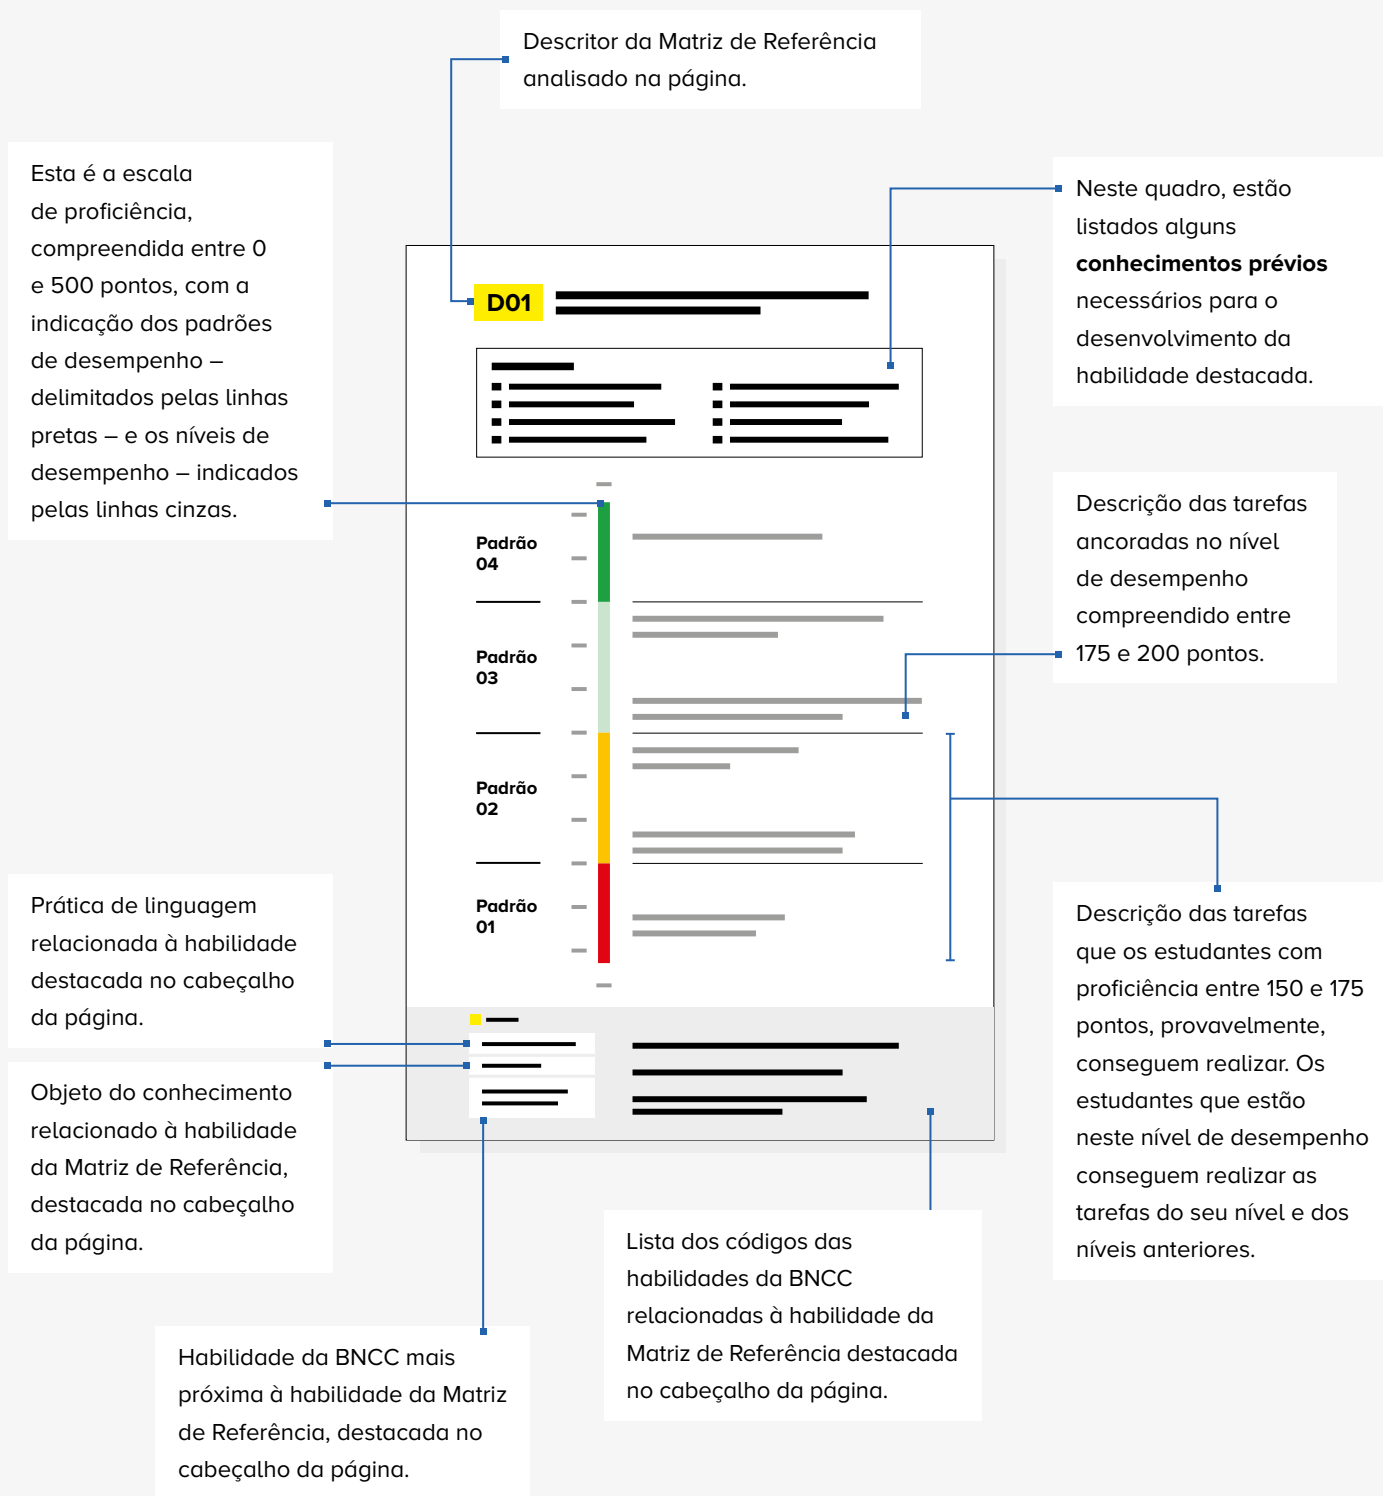 Descritor da Matriz de Referência
analisado na página.
Esta é a escala
de proficiência,
compreendida entre 0
e 500 pontos, com a
indicação dos padrões
de desempenho –
delimitados pelas linhas
pretas – e os níveis de
desempenho – indicados
pelas linhas cinzas.
Neste quadro, estão
listados alguns
conhecimentos prévios
necessários para o
desenvolvimento da
habilidade destacada.
D01
Padrão
04
Padrão
03
Padrão
02
Padrão
01
Descrição das tarefas
ancoradas no nível
de desempenho
compreendido entre
175 e 200 pontos.
Prática de linguagem
relacionada à habilidade
destacada no cabeçalho
da página.
Objeto do conhecimento
relacionado à habilidade
da Matriz de Referência,
destacada no cabeçalho
da página.
Descrição das tarefas
que os estudantes com
proficiência entre 150 e 175
pontos, provavelmente,
conseguem realizar. Os
estudantes que estão
neste nível de desempenho
conseguem realizar as
tarefas do seu nível e dos
níveis anteriores.
Lista dos códigos das
habilidades da BNCC
relacionadas à habilidade da
Matriz de Referência destacada
no cabeçalho da página.
Habilidade da BNCC mais
próxima à habilidade da Matriz
de Referência, destacada no
cabeçalho da página.